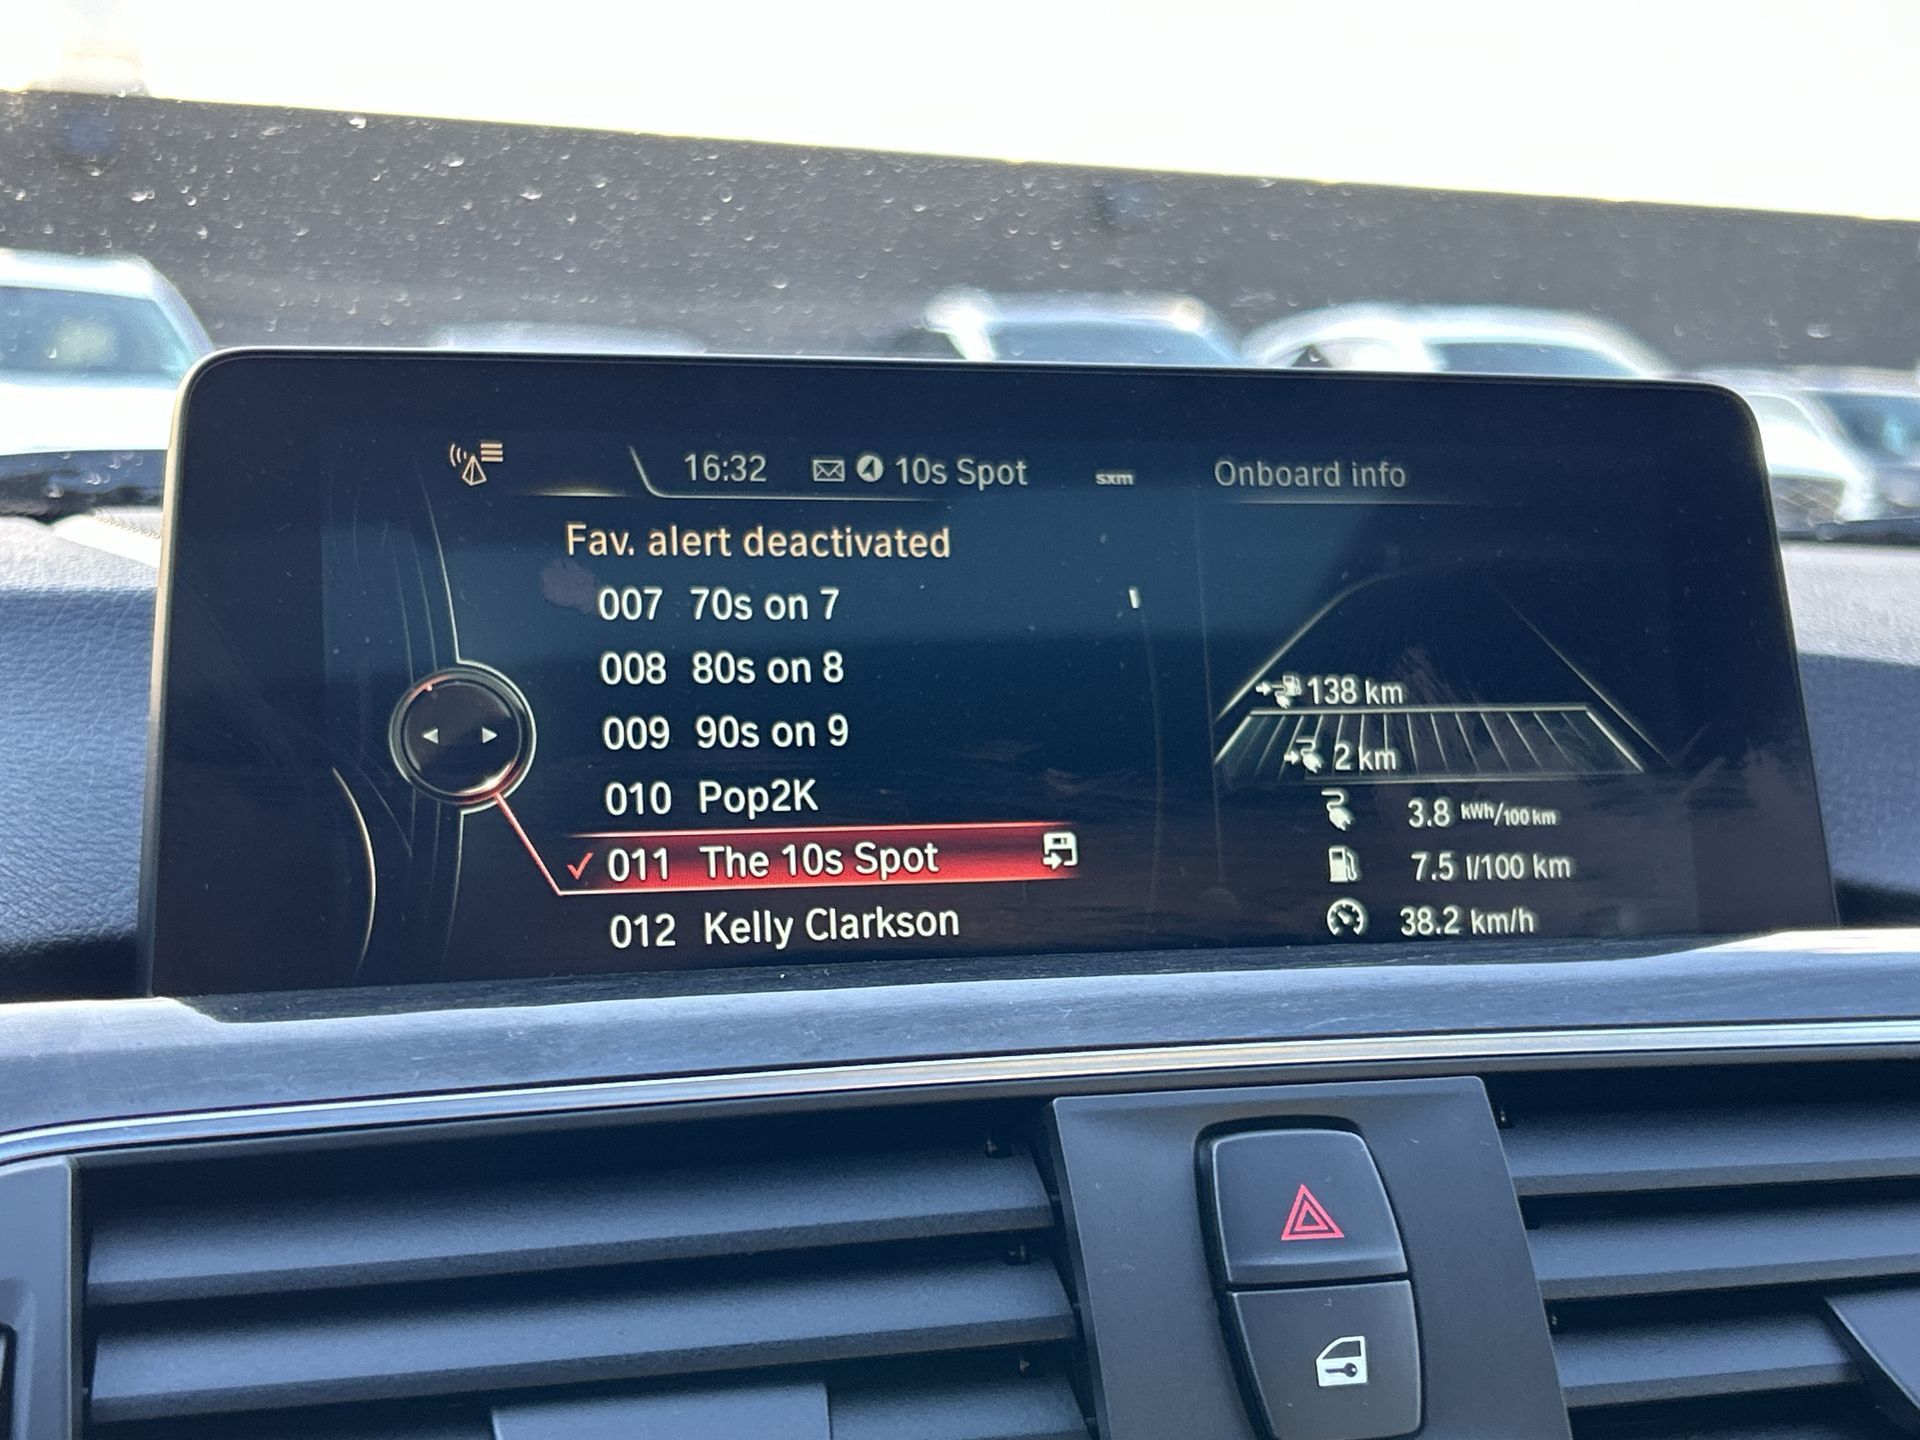 16:32 10s Spot sxm Onboard info
Fav. alert deactivated
007 70s on 7
008 80s on 8
009 90s on 9
010 Pop2K
011 The 10s Spot
012 Kelly Clarkson
138 km
2 km
3.8 kWh/100 km
7.5 l/100 km
38.2 km/h